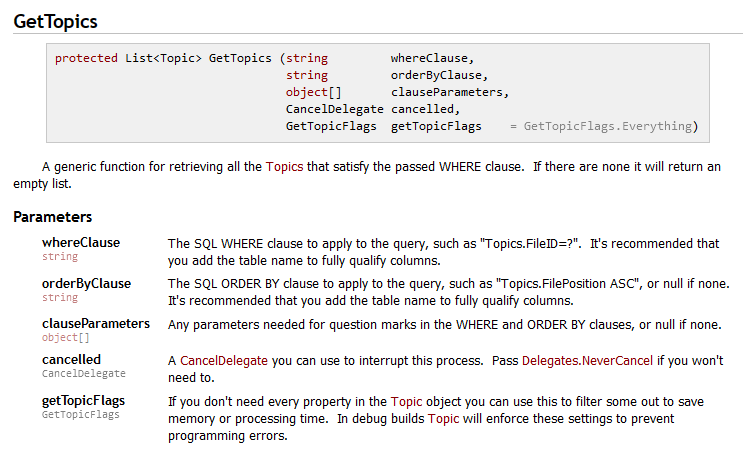 GetTopics
protected List<Topic> GetTopics (string whereClause,
string orderByClause,
object[] clauseParameters,
CancelDelegate cancelled,
GetTopicFlags getTopicFlags = GetTopicFlags.Everything)
A generic function for retrieving all the Topics that satisfy the passed WHERE clause. If there are none it will return an
empty list.
Parameters
whereClause
string
The SQL WHERE clause to apply to the query, such as "Topics.FileID=?". It's recommended that
you add the table name to fully qualify columns.
orderByClause
string
The SQL ORDER BY clause to apply to the query, such as "Topics.FilePosition ASC", or null if none.
It's recommended that you add the table name to fully qualify columns.
clauseParameters
object[]
Any parameters needed for question marks in the WHERE and ORDER BY clauses, or null if none.
cancelled
CancelDelegate
A CancelDelegate you can use to interrupt this process. Pass Delegates.NeverCancel if you won't
need to.
getTopicFlags
GetTopicFlags
If you don't need every property in the Topic object you can use this to filter some out to save
memory or processing time. In debug builds Topic will enforce these settings to prevent
programming errors.